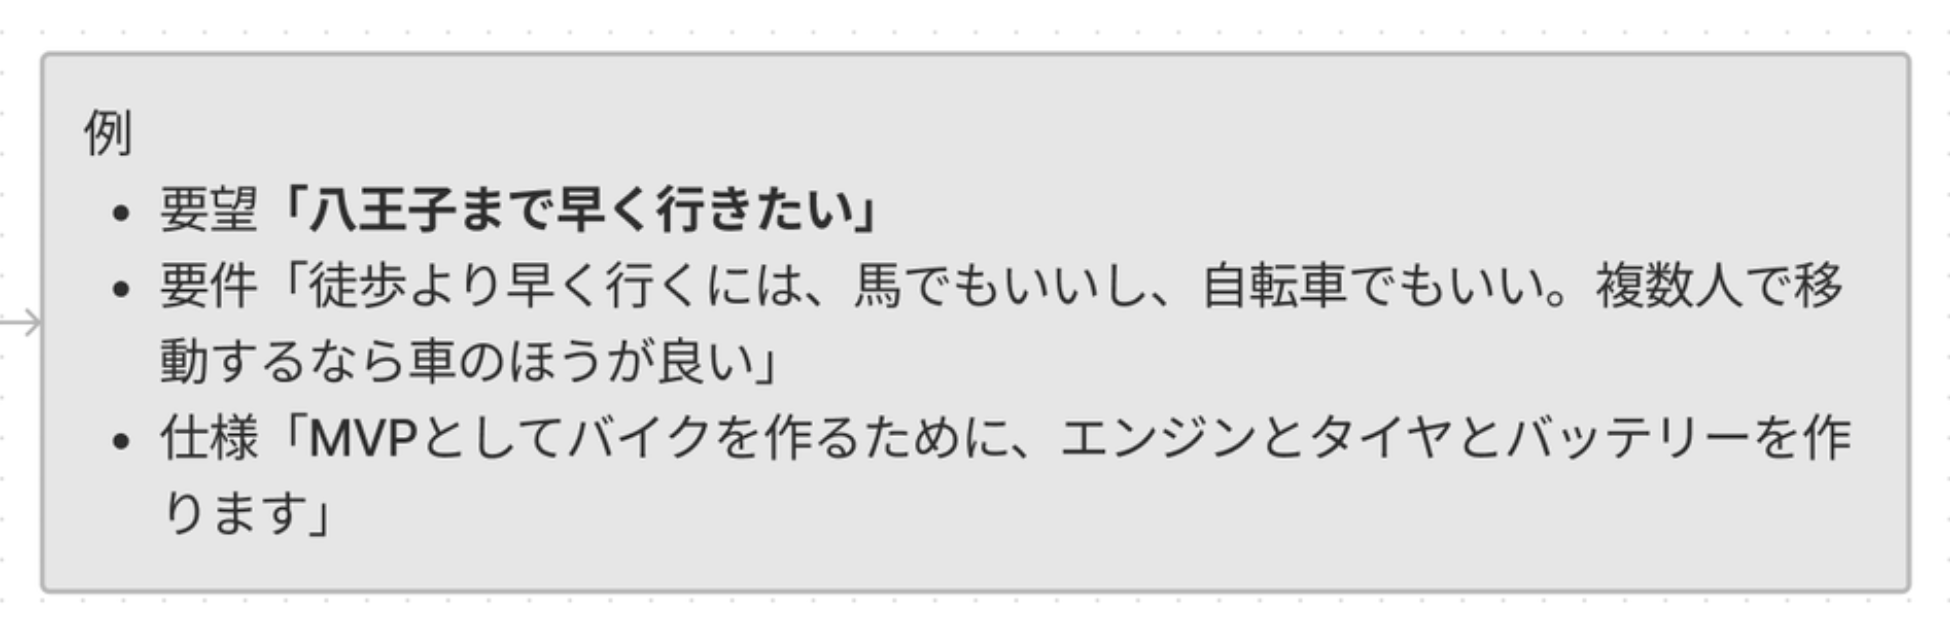 例
• 要望「八王子まで早く行きたい」
• 要件「徒歩より早く行くには、馬でもいいし、自転車でもいい。複数人で移
動するなら車のほうが良い」
• 仕様「MVPとしてバイクを作るために、エンジンとタイヤとバッテリーを作
ります」